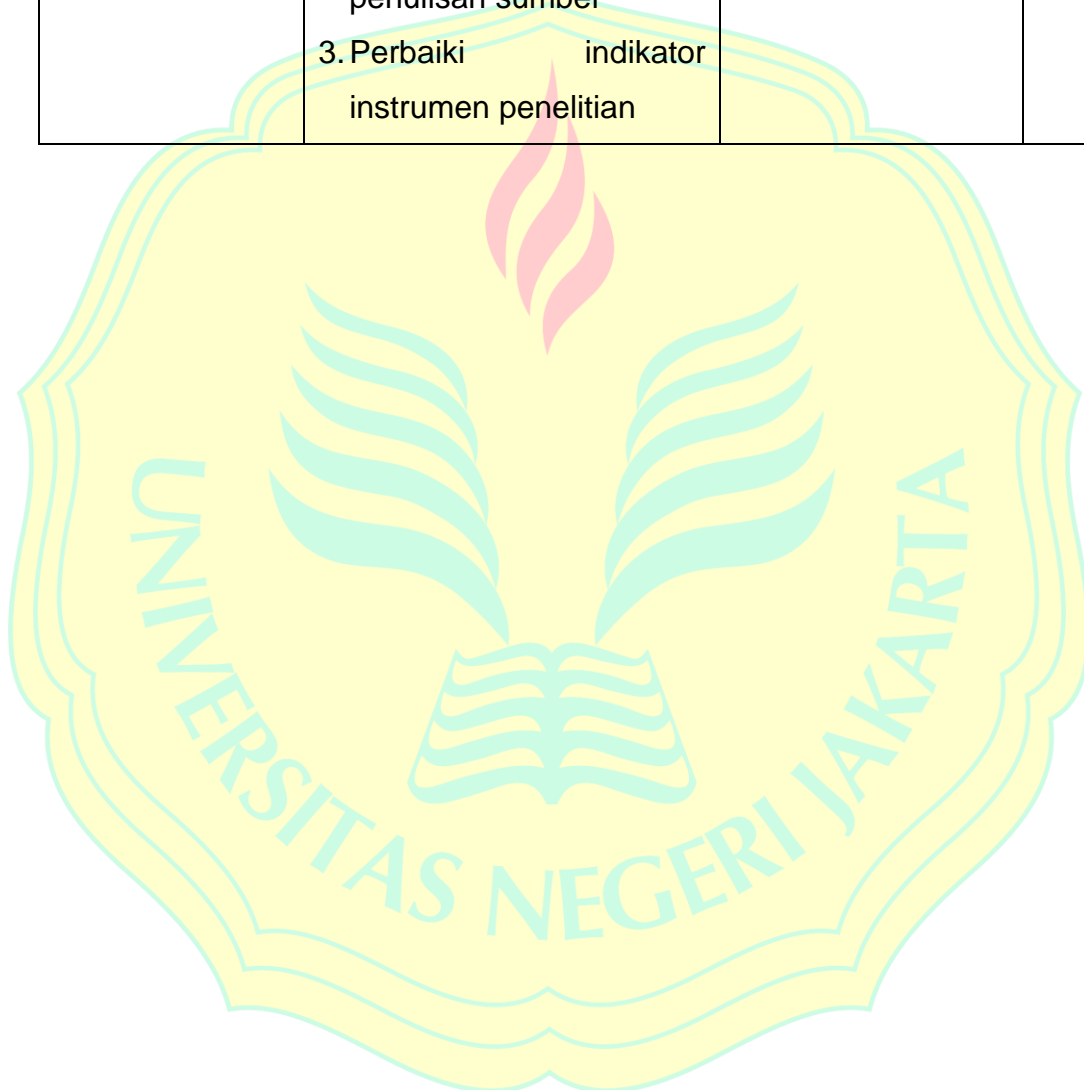 penulisan sumber
3. Perbaiki indikator
instrumen penelitian
UNIVERSITAS NEGERI JAKARTA